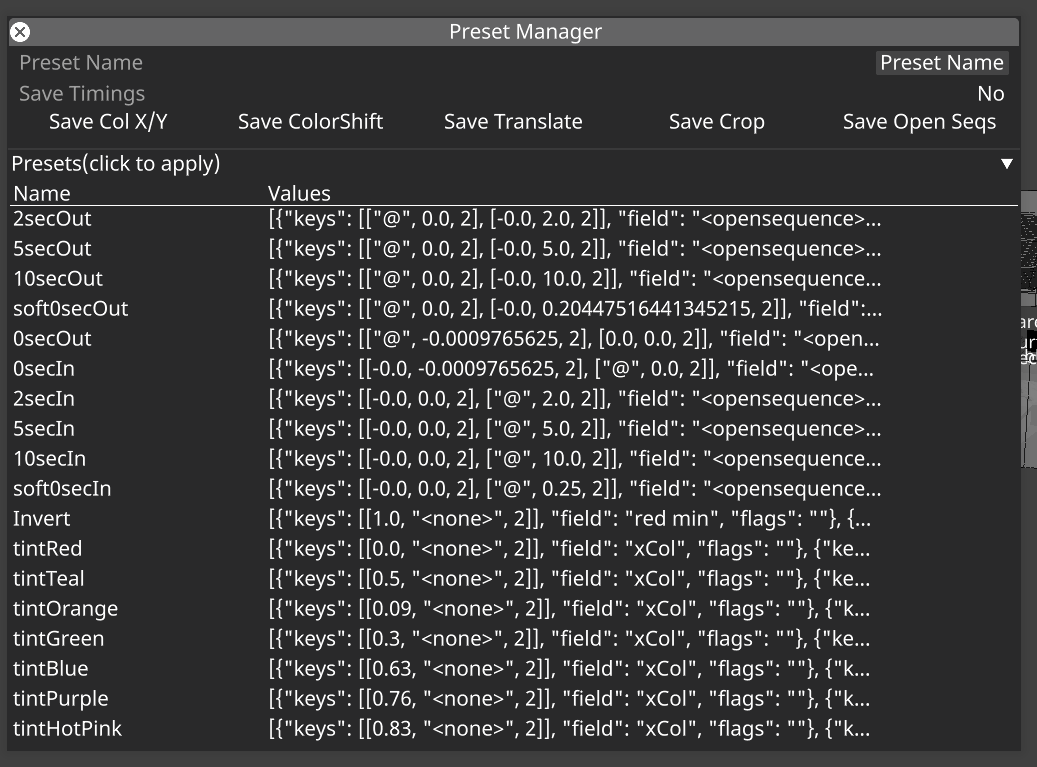 Preset Manager
Preset Name Preset Name
Save Timings No
Save Col X/Y Save ColorShift Save Translate Save Crop Save Open Seqs
Presets(click to apply)
Name Values
2secOut [{"keys": [["@", 0.0, 2], [-0.0, 2.0, 2]], "field": "<opensequence>...
5secOut [{"keys": [["@", 0.0, 2], [-0.0, 5.0, 2]], "field": "<opensequence>...
10secOut [{"keys": [["@", 0.0, 2], [-0.0, 10.0, 2]], "field": "<opensequence...
soft0secOut [{"keys": [["@", 0.0, 2], [-0.0, 0.20447516441345215, 2]], "field":...
0secOut [{"keys": [["@", -0.0009765625, 2], [0.0, 0.0, 2]], "field": "<open...
0secIn [{"keys": [[-0.0, -0.0009765625, 2], ["@", 0.0, 2]], "field": "<ope...
2secIn [{"keys": [[-0.0, 0.0, 2], ["@", 2.0, 2]], "field": "<opensequence>...
5secIn [{"keys": [[-0.0, 0.0, 2], ["@", 5.0, 2]], "field": "<opensequence>...
10secIn [{"keys": [[-0.0, 0.0, 2], ["@", 10.0, 2]], "field": "<opensequence...
soft0secIn [{"keys": [[-0.0, 0.0, 2], ["@", 0.25, 2]], "field": "<opensequence...
Invert [{"keys": [[1.0, "<none>", 2]], "field": "red min", "flags": ""}, {...
tintRed [{"keys": [[0.0, "<none>", 2]], "field": "xCol", "flags": ""}, {"ke...
tintTeal [{"keys": [[0.5, "<none>", 2]], "field": "xCol", "flags": ""}, {"ke...
tintOrange [{"keys": [[0.09, "<none>", 2]], "field": "xCol", "flags": ""}, {"k...
tintGreen [{"keys": [[0.3, "<none>", 2]], "field": "xCol", "flags": ""}, {"ke...
tintBlue [{"keys": [[0.63, "<none>", 2]], "field": "xCol", "flags": ""}, {"k...
tintPurple [{"keys": [[0.76, "<none>", 2]], "field": "xCol", "flags": ""}, {"k...
tintHotPink [{"keys": [[0.83, "<none>", 2]], "field": "xCol", "flags": ""}, {"k...